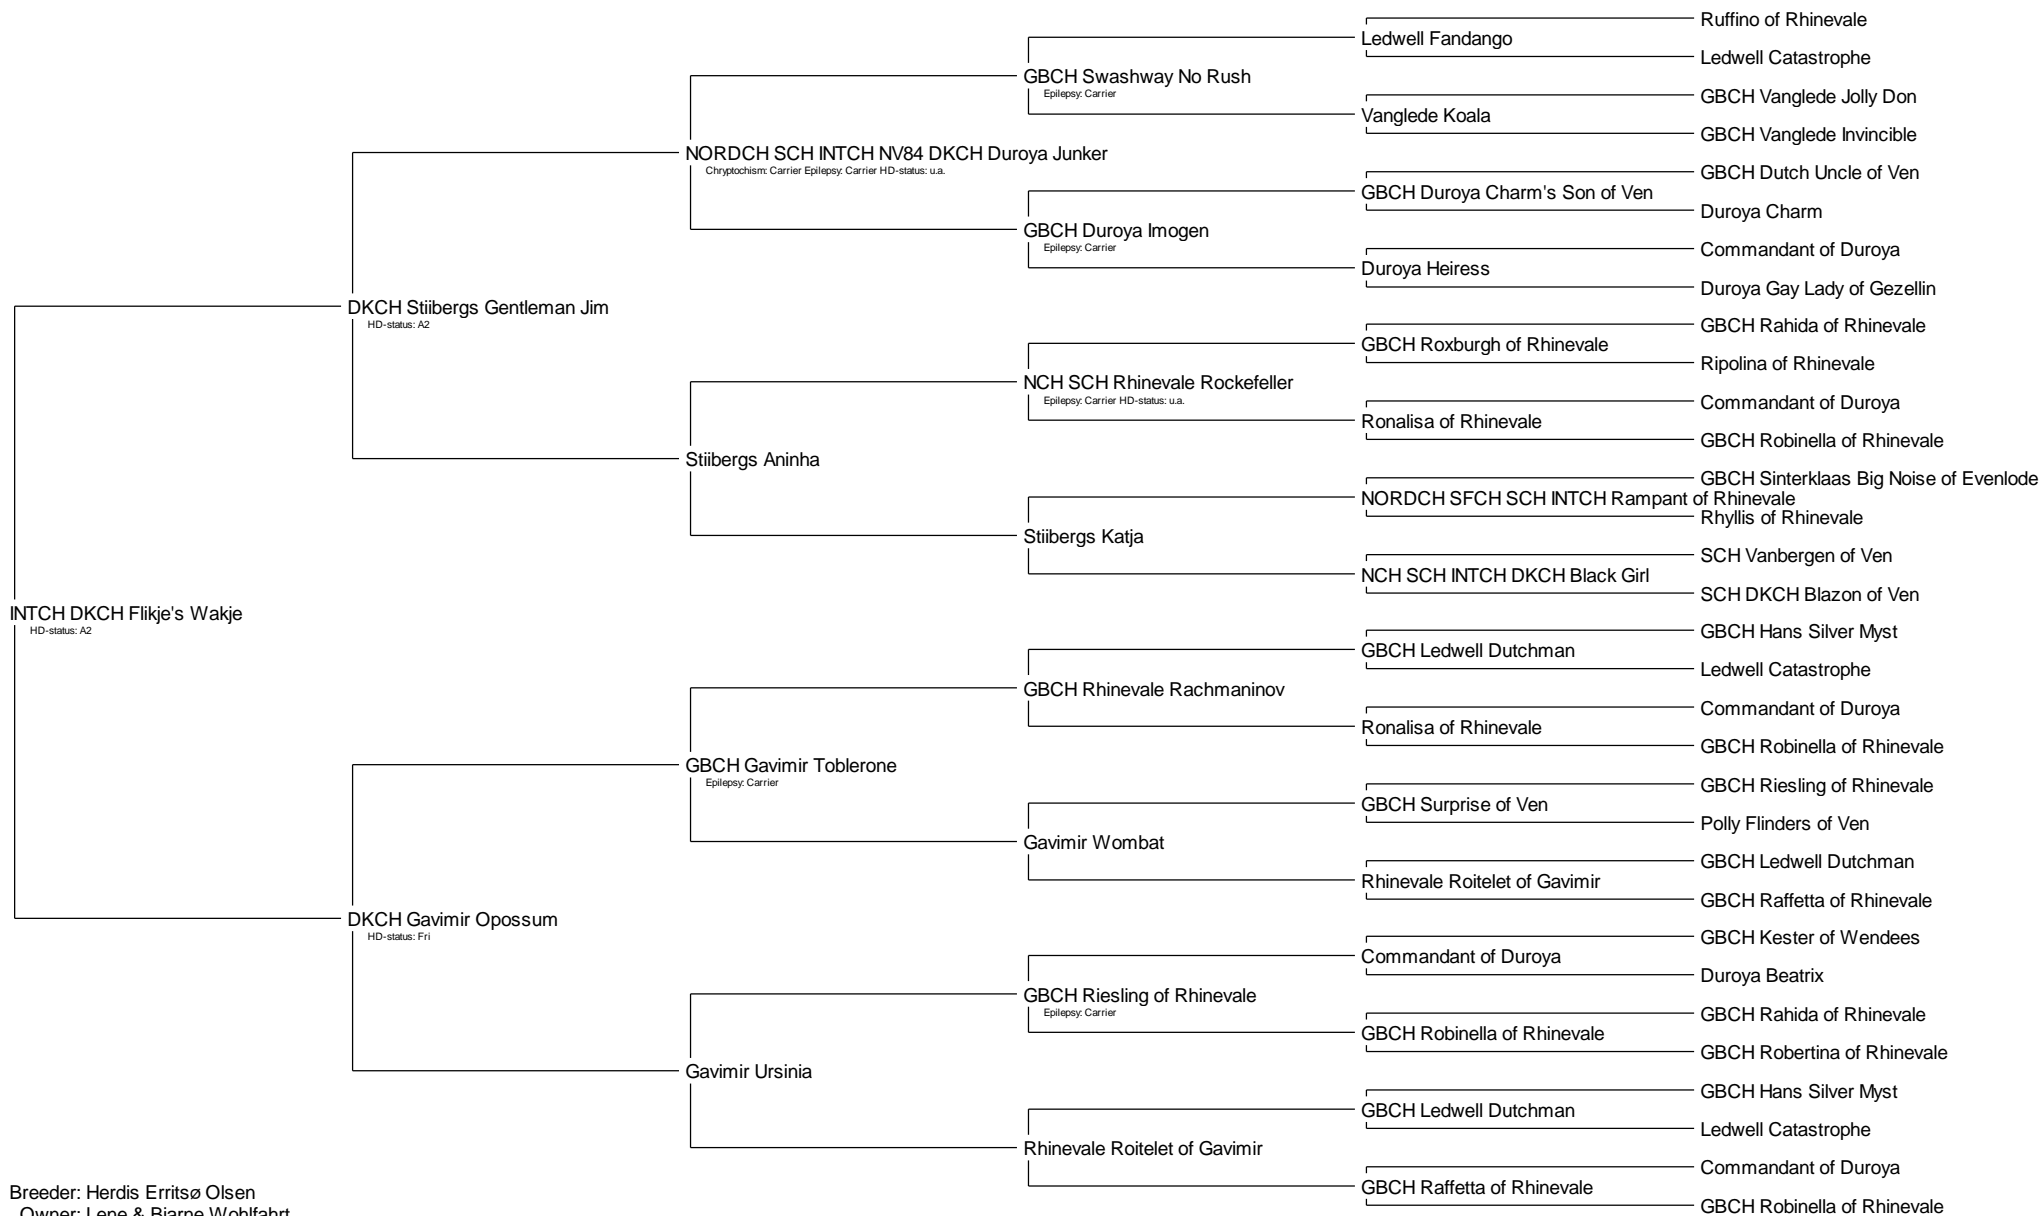 Ruffino of Rhinevale
Ledwell Fandango
Ledwell Catastrophe
GBCH Swashway No Rush
Epilepsy: Carrier
GBCH Vanglede Jolly Don
Vanglede Koala
GBCH Vanglede Invincible
NORDCH SCH INTCH NV84 DKCH Duroya Junker
Chryptochism: Carrier Epilepsy: Carrier HD-status: u.a.
GBCH Dutch Uncle of Ven
GBCH Duroya Charm's Son of Ven
Duroya Charm
GBCH Duroya Imogen
Epilepsy: Carrier
Commandant of Duroya
Duroya Heiress
Duroya Gay Lady of Gezellin
DKCH Stiibergs Gentleman Jim
HD-status: A2
GBCH Rahida of Rhinevale
GBCH Roxburgh of Rhinevale
Ripolina of Rhinevale
NCH SCH Rhinevale Rockefeller
Epilepsy: Carrier HD-status: u.a.
Commandant of Duroya
Ronalisa of Rhinevale
GBCH Robinella of Rhinevale
Stiibergs Aninha
GBCH Sinterklaas Big Noise of Evenlode
NORDCH SFCH SCH INTCH Rampant of Rhinevale
Rhyllis of Rhinevale
Stiibergs Katja
SCH Vanbergen of Ven
NCH SCH INTCH DKCH Black Girl
SCH DKCH Blazon of Ven
INTCH DKCH Flikje's Wakje
HD-status: A2
GBCH Hans Silver Myst
GBCH Ledwell Dutchman
Ledwell Catastrophe
GBCH Rhinevale Rachmaninov
Commandant of Duroya
Ronalisa of Rhinevale
GBCH Robinella of Rhinevale
GBCH Gavimir Toblerone
Epilepsy: Carrier
GBCH Riesling of Rhinevale
GBCH Surprise of Ven
Polly Flinders of Ven
Gavimir Wombat
GBCH Ledwell Dutchman
Rhinevale Roitelet of Gavimir
GBCH Raffetta of Rhinevale
DKCH Gavimir Opossum
HD-status: Fri
GBCH Kester of Wendees
Commandant of Duroya
Duroya Beatrix
GBCH Riesling of Rhinevale
Epilepsy: Carrier
GBCH Rahida of Rhinevale
GBCH Robinella of Rhinevale
GBCH Robertina of Rhinevale
Gavimir Ursinia
GBCH Hans Silver Myst
GBCH Ledwell Dutchman
Ledwell Catastrophe
Rhinevale Roitelet of Gavimir
Commandant of Duroya
GBCH Raffetta of Rhinevale
GBCH Robinella of Rhinevale
Breeder: Herdis Erritsø Olsen
Owner: Lene & Bjarne Wohlfahrt